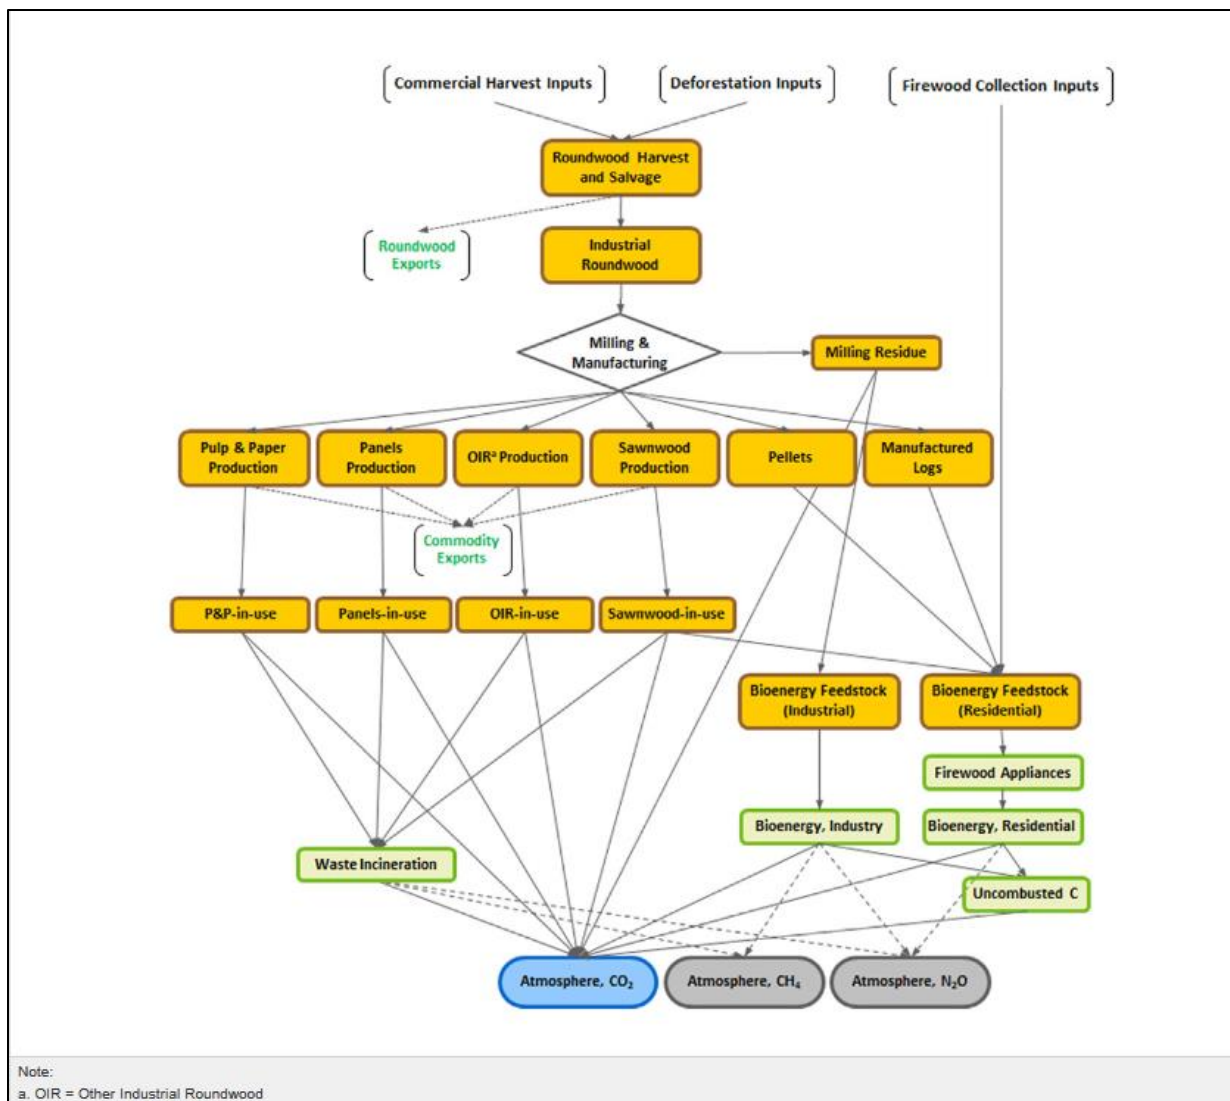 Commercial Harvest Inputs
Deforestation Inputs
Firewood Collection Inputs
Roundwood Harvest
and Salvage
Roundwood
Exports
Industrial
Roundwood
Milling &
Manufacturing
Milling Residue
Pulp & Paper
Production
Panels
Production
OIRᵃ Production
Sawnwood
Production
Pellets
Manufactured
Logs
Commodity
Exports
P&P-in-use
Panels-in-use
OIR-in-use
Sawnwood-in-use
Bioenergy Feedstock
(Industrial)
Bioenergy Feedstock
(Residential)
Firewood Appliances
Bioenergy, Industry
Bioenergy, Residential
Waste Incineration
Uncombusted C
Atmosphere, CO₂
Atmosphere, CH₄
Atmosphere, N₂O
Note:
a. OIR = Other Industrial Roundwood